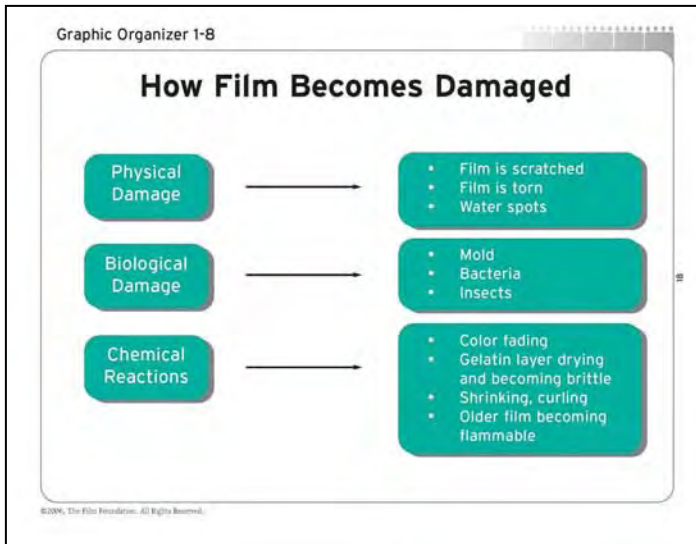 Graphic Organizer 1-8
How Film Becomes Damaged
Physical
Damage
• Film is scratched
• Film is torn
• Water spots
Biological
Damage
• Mold
• Bacteria
• Insects
Chemical
Reactions
• Color fading
• Gelatin layer drying
and becoming brittle
• Shrinking, curling
• Older film becoming
flammable
18
©2006, The Film Foundation. All Rights Reserved.